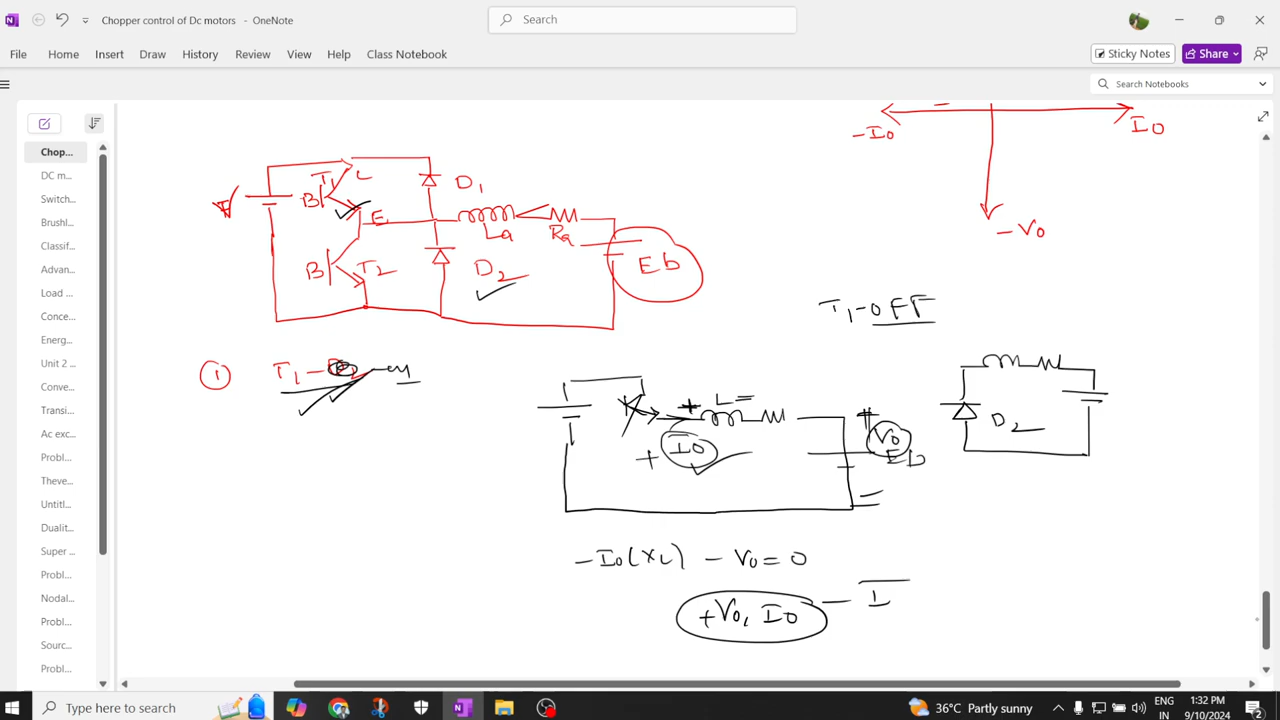 Chopper control of Dc motors - OneNote
Search
File Home Insert Draw History View Help Class Notebook
Sticky Notes
Share
Search Notebooks
Chop...
DC m...
Switch...
Brushl...
Classif...
Advan...
Load ...
Conce...
Energ...
Unit 2 ...
Conve...
Transi...
Ac exc...
Probl...
Theve...
Untitl...
Dualit...
Super ...
Probl...
Nodal...
Probl...
Sourc...
Probl...
-Io
Io
-Vo
T1
C
B
E
D1
La
Ra
Eb
B
T2
D2
T1-OFF
1
T1 -
L
+
+
Vo
+
Io
Eb
D2
-Io(XL) - Vo = 0
+Vo, Io - I
Type here to search
36°C Partly sunny
ENG
IN
1:32 PM
9/10/2024
2